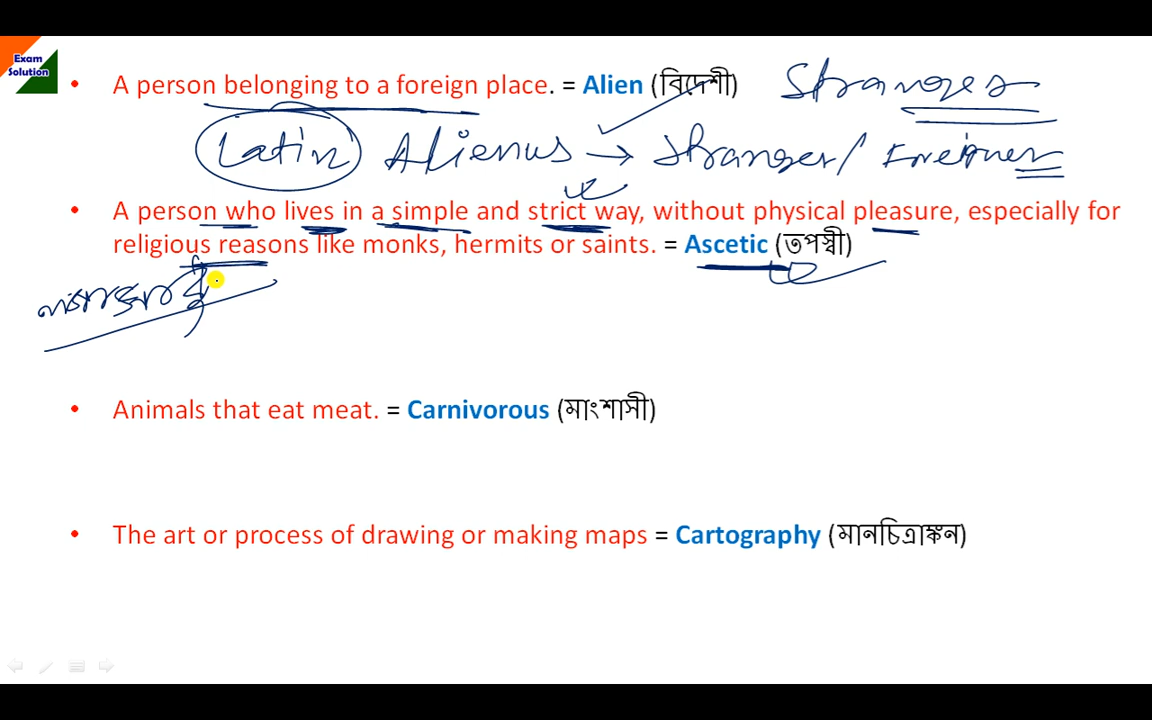 Exam
Solution
• A person belonging to a foreign place. = Alien (বিদেশী) Stranges
Latin Alienus → Stranger/ Foreigner
• A person who lives in a simple and strict way, without physical pleasure, especially for
religious reasons like monks, hermits or saints. = Ascetic (তপস্বী)
• Animals that eat meat. = Carnivorous (মাংশাসী)
• The art or process of drawing or making maps = Cartography (মানচিত্রাঙ্কন)